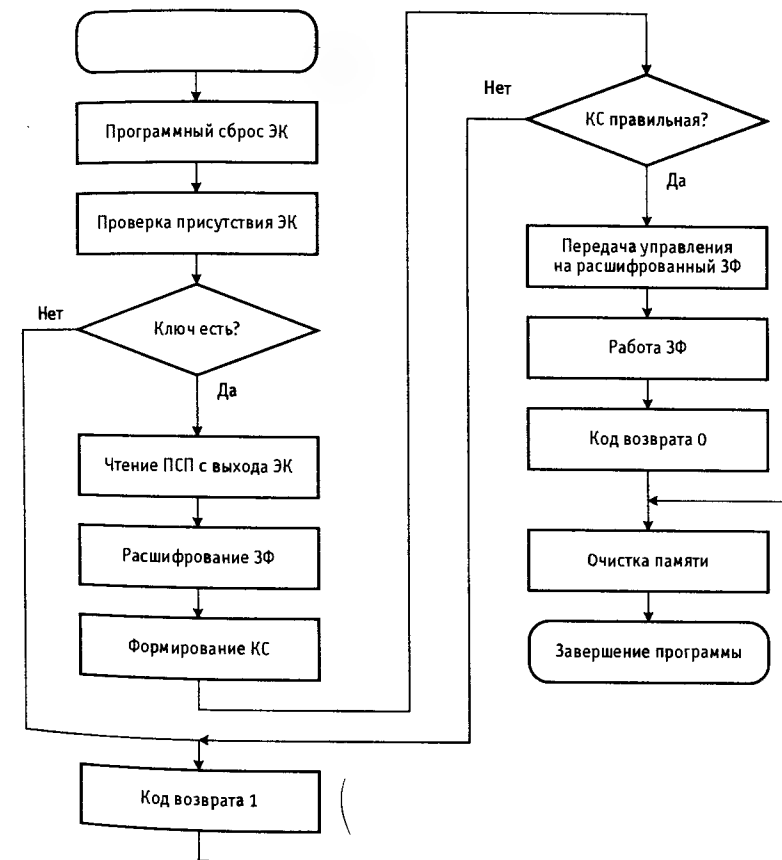 Программный сброс ЭК
Проверка присутствия ЭК
Нет
Ключ есть?
Да
Чтение ПСП с выхода ЭК
Расшифрование ЗФ
Формирование КС
Код возврата 1
Нет
КС правильная?
Да
Передача управления
на расшифрованный ЗФ
Работа ЗФ
Код возврата 0
Очистка памяти
Завершение программы